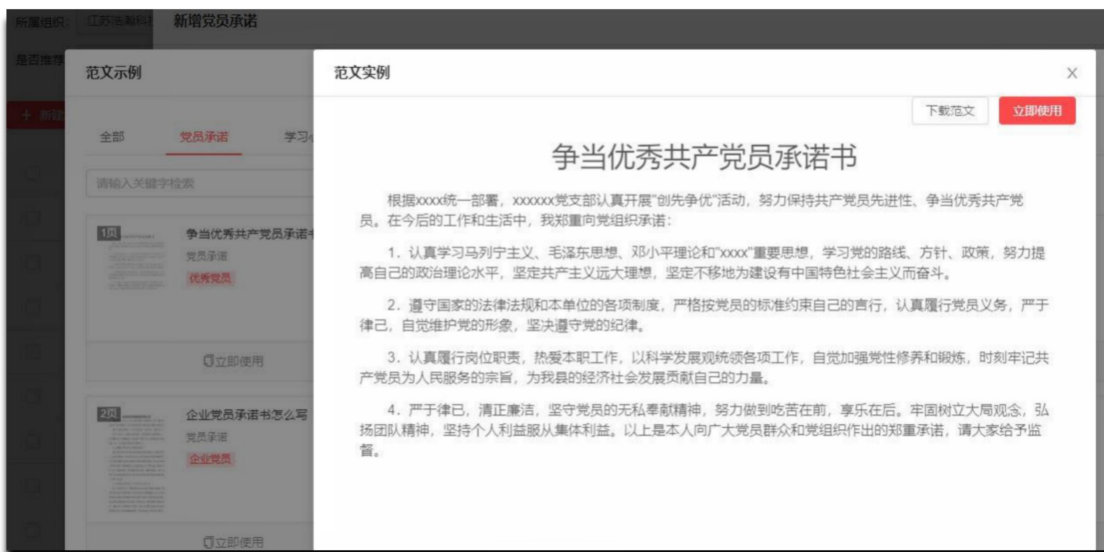 所属组织：
新增党员承诺
是否推荐
+ 新建
范文示例
全部
党员承诺
学习
请输入关键字检索
1页
争当优秀共产党员承诺书
党员承诺
优秀党员
立即使用
2页
企业党员承诺书怎么写
党员承诺
企业党员
立即使用
范文实例
X
下载范文
立即使用
争当优秀共产党员承诺书
根据xxxx统一部署，xxxxxx党支部认真开展"创先争优"活动，努力保持共产党员先进性、争当优秀共产党
员。在今后的工作和生活中，我郑重向党组织承诺：
1、认真学习马列宁主义、毛泽东思想、邓小平理论和"xxxx"重要思想，学习党的路线、方针、政策，努力提
高自己的政治理论水平，坚定共产主义远大理想，坚定不移地为建设有中国特色社会主义而奋斗。
2、遵守国家的法律法规和本单位的各项制度，严格按党员的标准约束自己的言行，认真履行党员义务，严于
律己，自觉维护党的形象，坚决遵守党的纪律。
3、认真履行岗位职责，热爱本职工作，以科学发展观统领各项工作，自觉加强党性修养和锻炼，时刻牢记共
产党员为人民服务的宗旨，为我县的经济社会发展贡献自己的力量。
4、严于律已，清正廉洁，坚守党员的无私奉献精神，努力做到吃苦在前，享乐在后。牢固树立大局观念，弘
扬团队精神，坚持个人利益服从集体利益。以上是本人向广大党员群众和党组织作出的郑重承诺，请大家给予监
督。